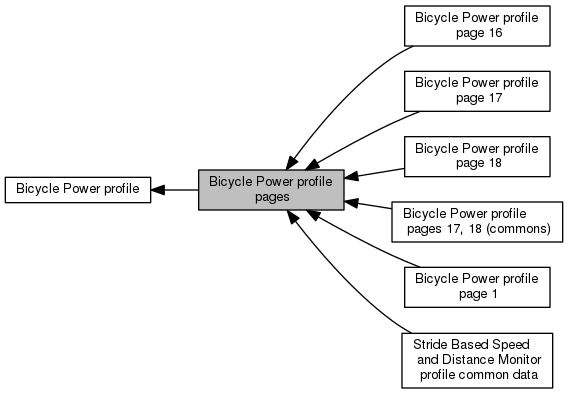 Bicycle Power profile
page 16
Bicycle Power profile
page 17
Bicycle Power profile
page 18
Bicycle Power profile
Bicycle Power profile
pages
Bicycle Power profile
pages 17, 18 (commons)
Bicycle Power profile
page 1
Stride Based Speed
and Distance Monitor
profile common data